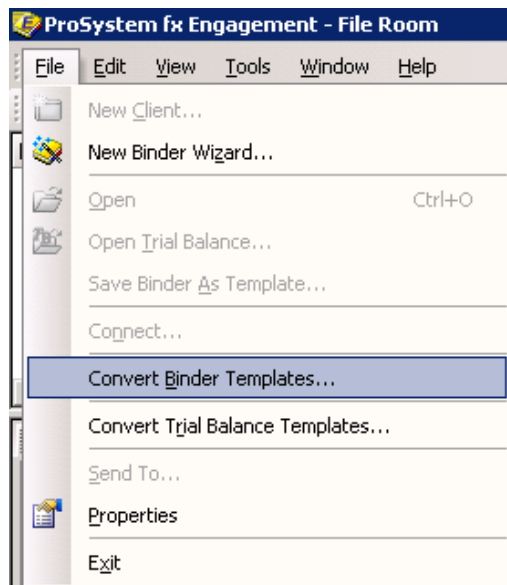 ProSystem fx Engagement - File Room
File Edit View Tools Window Help
New Client...
New Binder Wizard...
Open Ctrl+O
Open Trial Balance...
Save Binder As Template...
Connect...
Convert Binder Templates...
Convert Trial Balance Templates...
Send To...
Properties
Exit